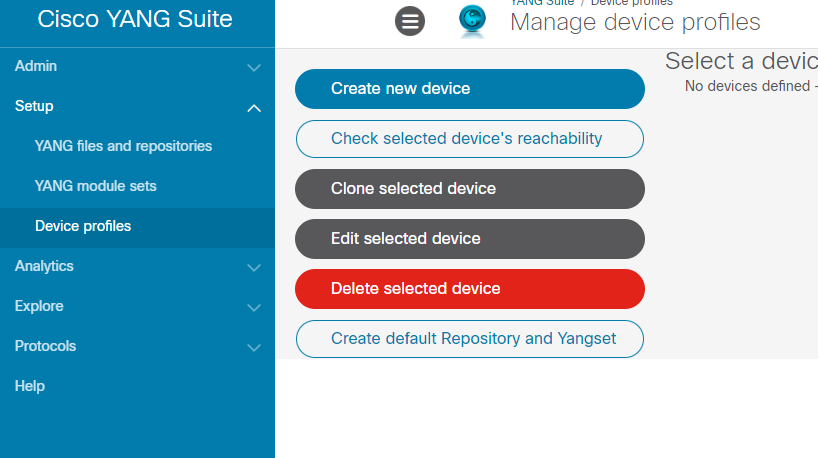 Cisco YANG Suite
Admin
Setup
YANG files and repositories
YANG module sets
Device profiles
Analytics
Explore
Protocols
Help
YANG Suite / Device profiles
Manage device profiles
Create new device
Check selected device's reachability
Clone selected device
Edit selected device
Delete selected device
Create default Repository and Yangset
Select a devic
No devices defined -